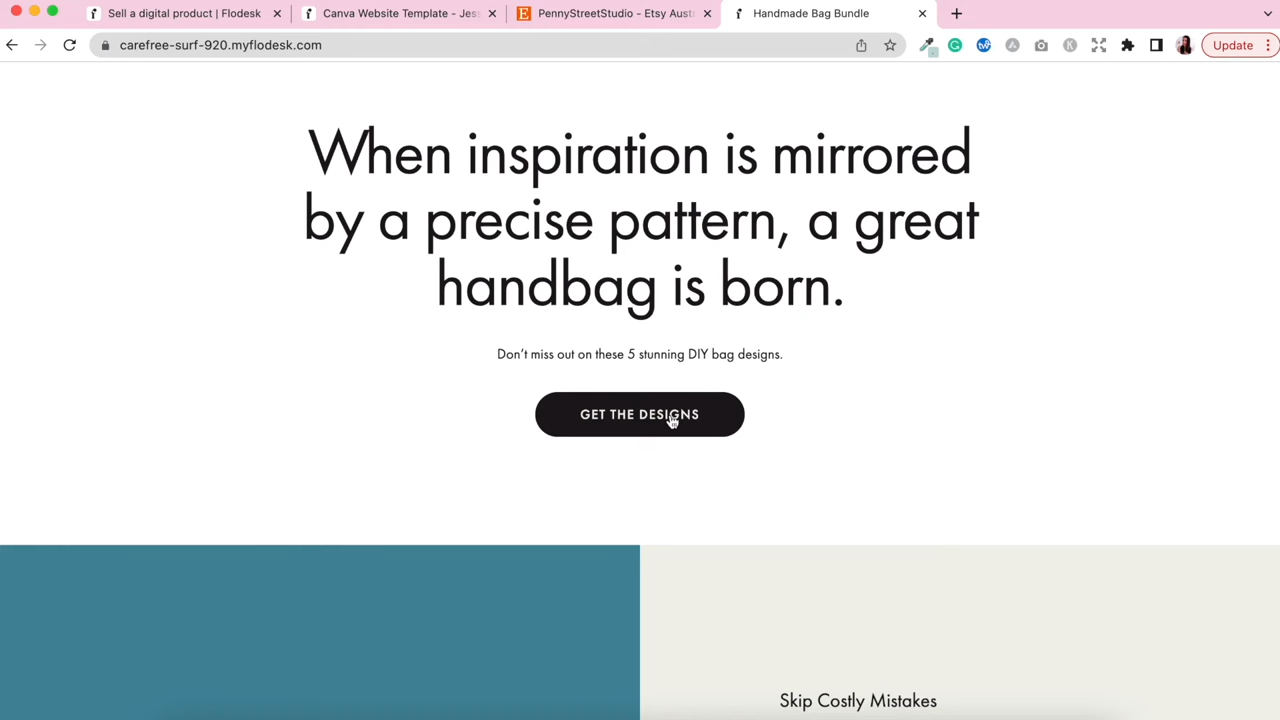 Sell a digital product | Flodesk
Canva Website Template - Jess
PennyStreetStudio - Etsy Aust
Handmade Bag Bundle
carefree-surf-920.myflodesk.com
Update
When inspiration is mirrored
by a precise pattern, a great
handbag is born.
Don't miss out on these 5 stunning DIY bag designs.
GET THE DESIGNS
Skip Costly Mistakes